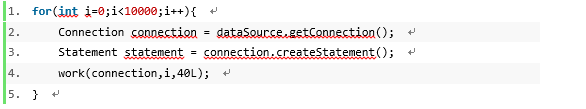 1. for(int i=0;i<10000;i++){ ↵
2. Connection connection = dataSource.getConnection(); ↵
3. Statement statement = connection.createStatement(); ↵
4. work(connection,i,40L); ↵
5. } ↵